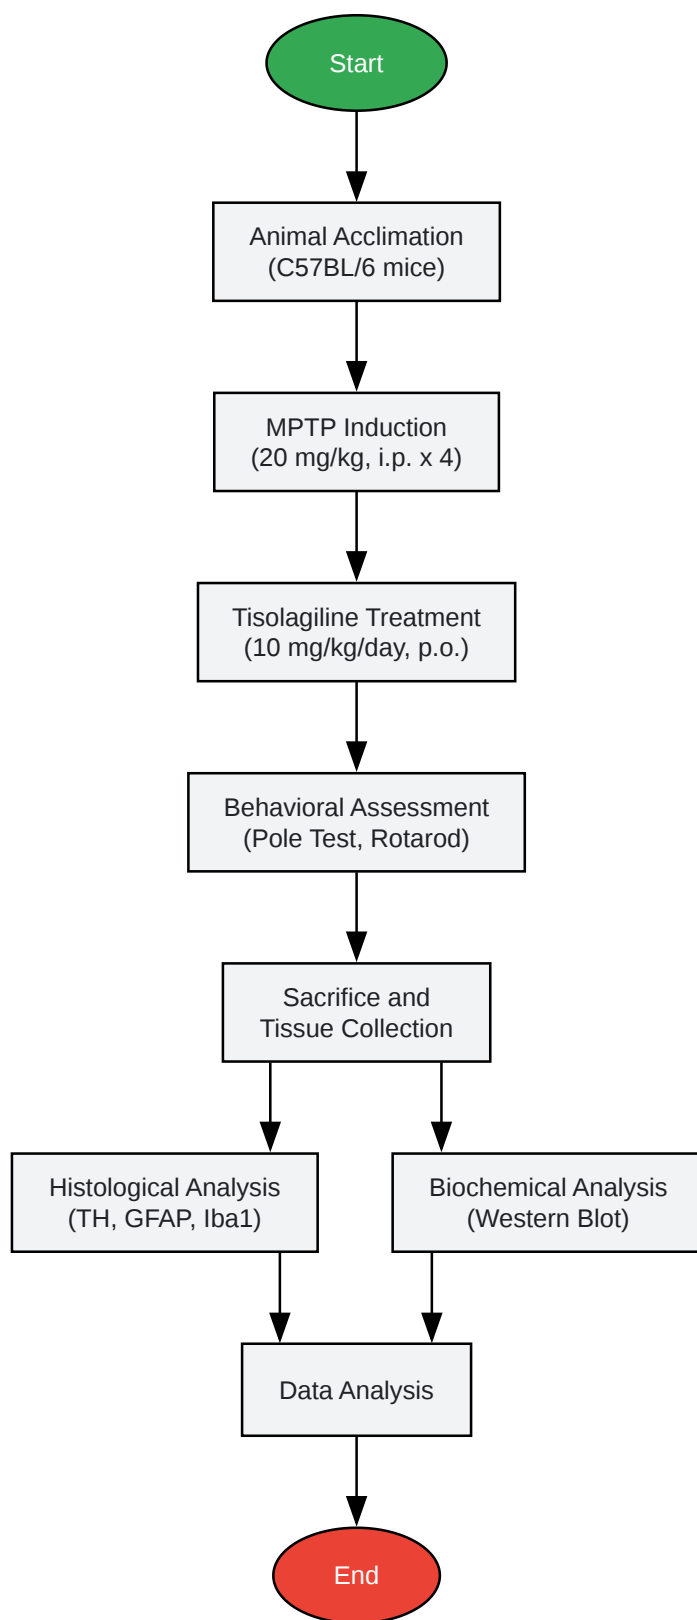 Start
Animal Acclimation
(C57BL/6 mice)
MPTP Induction
(20 mg/kg, i.p. x 4)
Tisolagiline Treatment
(10 mg/kg/day, p.o.)
Behavioral Assessment
(Pole Test, Rotarod)
Sacrifice and
Tissue Collection
Histological Analysis
(TH, GFAP, Iba1)
Biochemical Analysis
(Western Blot)
Data Analysis
End